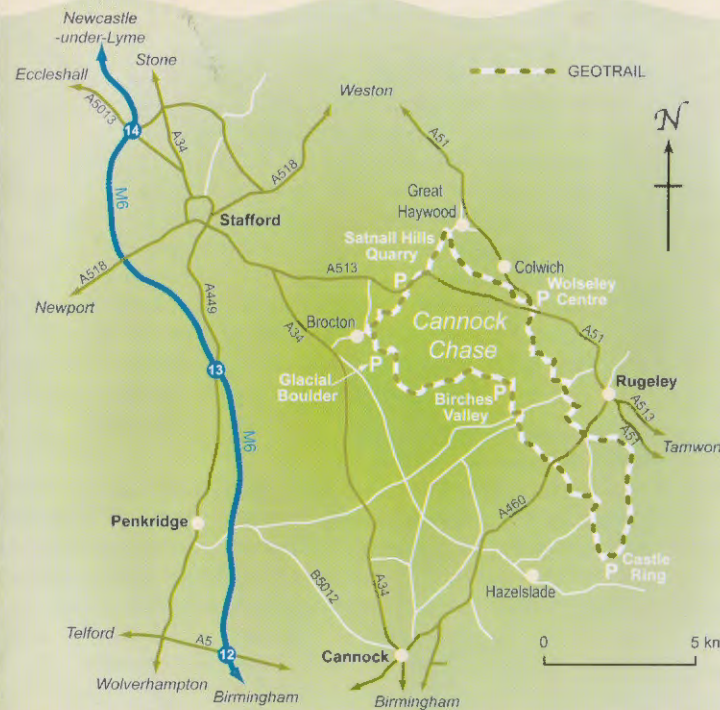 Newcastle
-under-Lyme
Eccleshall
Stone
Weston
GEOTRAIL
N
A5013
14
A34
A518
A51
M6
Great
Haywood
Stafford
Satnall Hills
Quarry
Colwich
A518
A513
Wolseley
Centre
P
P
Newport
A449
A34
Brocton
Cannock
Chase
A51
13
Glacial
Boulder
P
Birches
Valley
P
Rugeley
A513
A51
M6
Tamwor
A460
Penkridge
Castle
Ring
P
B5012
A34
Hazelslade
Telford
A5
12
Cannock
0
5 km
Wolverhampton
Birmingham
Birmingham